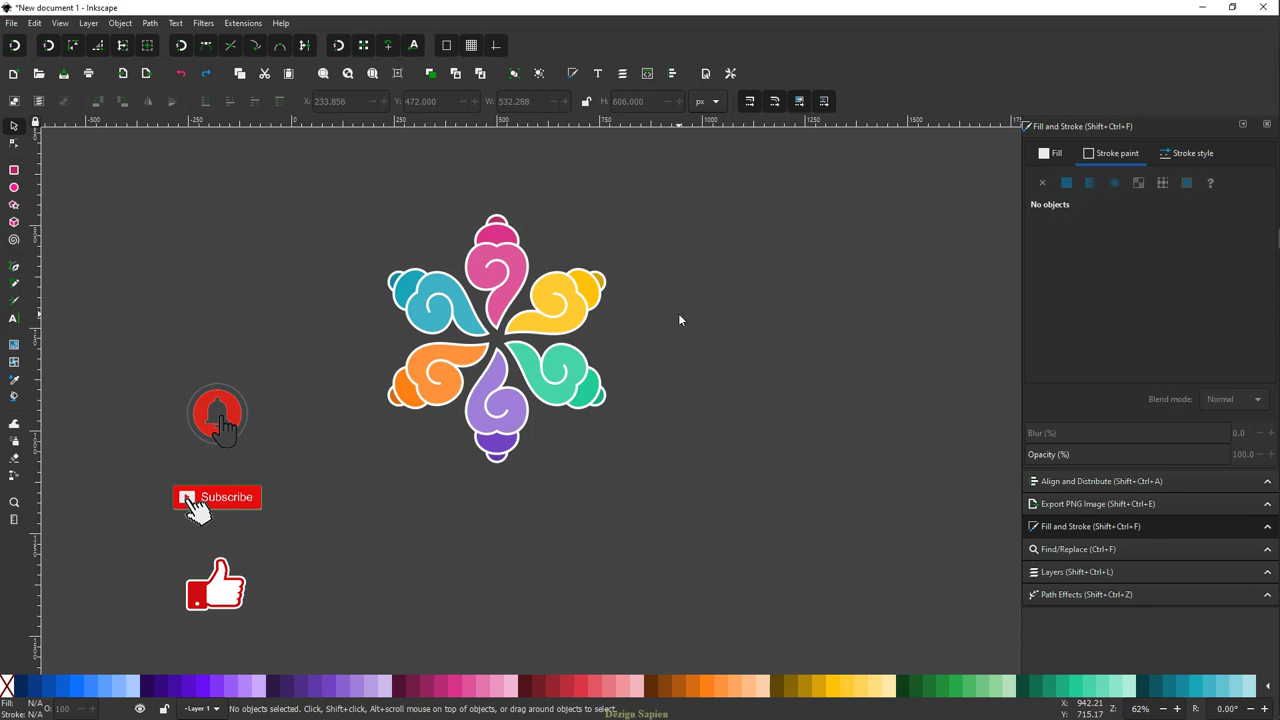 *New document 1 - Inkscape
File Edit View Layer Object Path Text Filters Extensions Help
X: 233.856 Y: 472.000 W: 532.288 H: 606.000 px
-500 -250 0 250 500 750 1000 1250 1500 175
Fill and Stroke (Shift+Ctrl+F)
Fill Stroke paint Stroke style
?
No objects
Blend mode: Normal
Blur (%) 0.0
Opacity (%) 100.0
Align and Distribute (Shift+Ctrl+A)
Export PNG Image (Shift+Ctrl+E)
Fill and Stroke (Shift+Ctrl+F)
Find/Replace (Ctrl+F)
Layers (Shift+Ctrl+L)
Path Effects (Shift+Ctrl+Z)
Subscribe
Fill: N/A
Stroke: N/A
O: 100
-Layer 1
No objects selected. Click, Shift+click, Alt+scroll mouse on top of objects, or drag around objects to select.
Dezign Sapien
X: 942.21
Y: 715.17
Z: 62%
R: 0.00°